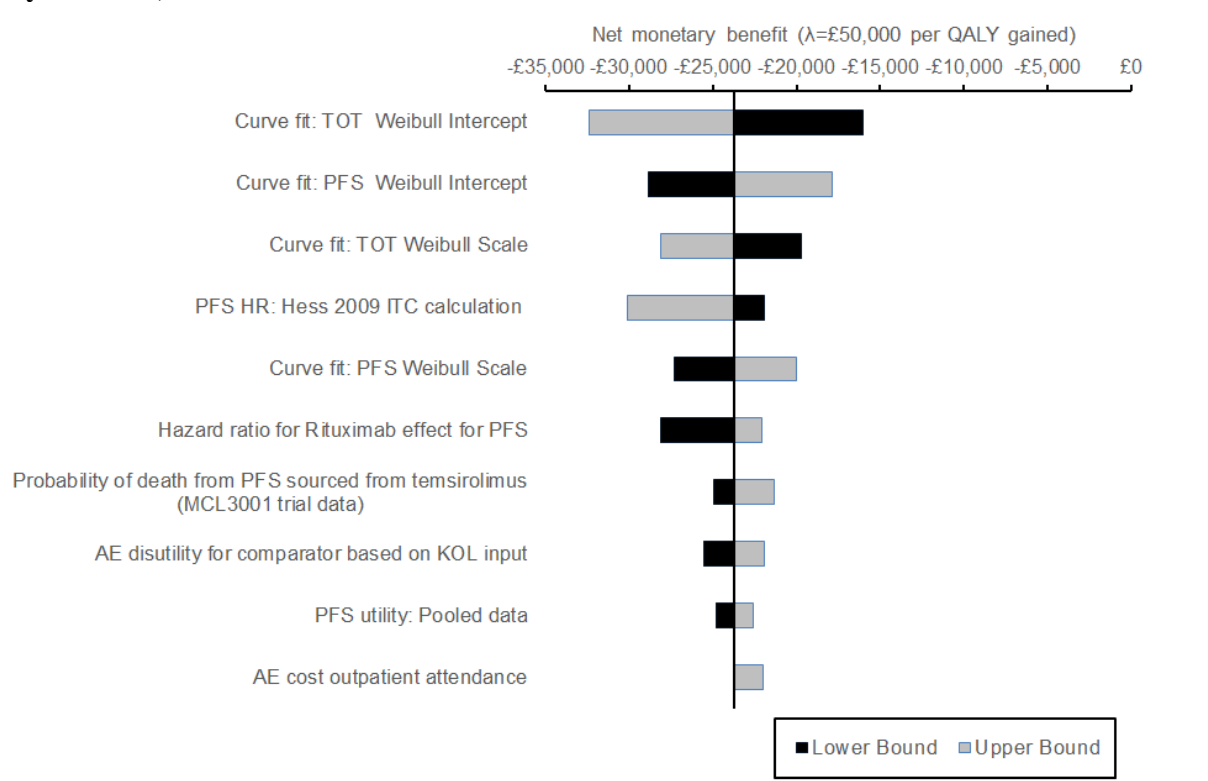 Net monetary benefit (λ=£50,000 per QALY gained)
-£35,000 -£30,000 -£25,000 -£20,000 -£15,000 -£10,000 -£5,000 £0
Curve fit: TOT Weibull Intercept
Curve fit: PFS Weibull Intercept
Curve fit: TOT Weibull Scale
PFS HR: Hess 2009 ITC calculation
Curve fit: PFS Weibull Scale
Hazard ratio for Rituximab effect for PFS
Probability of death from PFS sourced from temsirolimus
(MCL3001 trial data)
AE disutility for comparator based on KOL input
PFS utility: Pooled data
AE cost outpatient attendance
Lower Bound Upper Bound